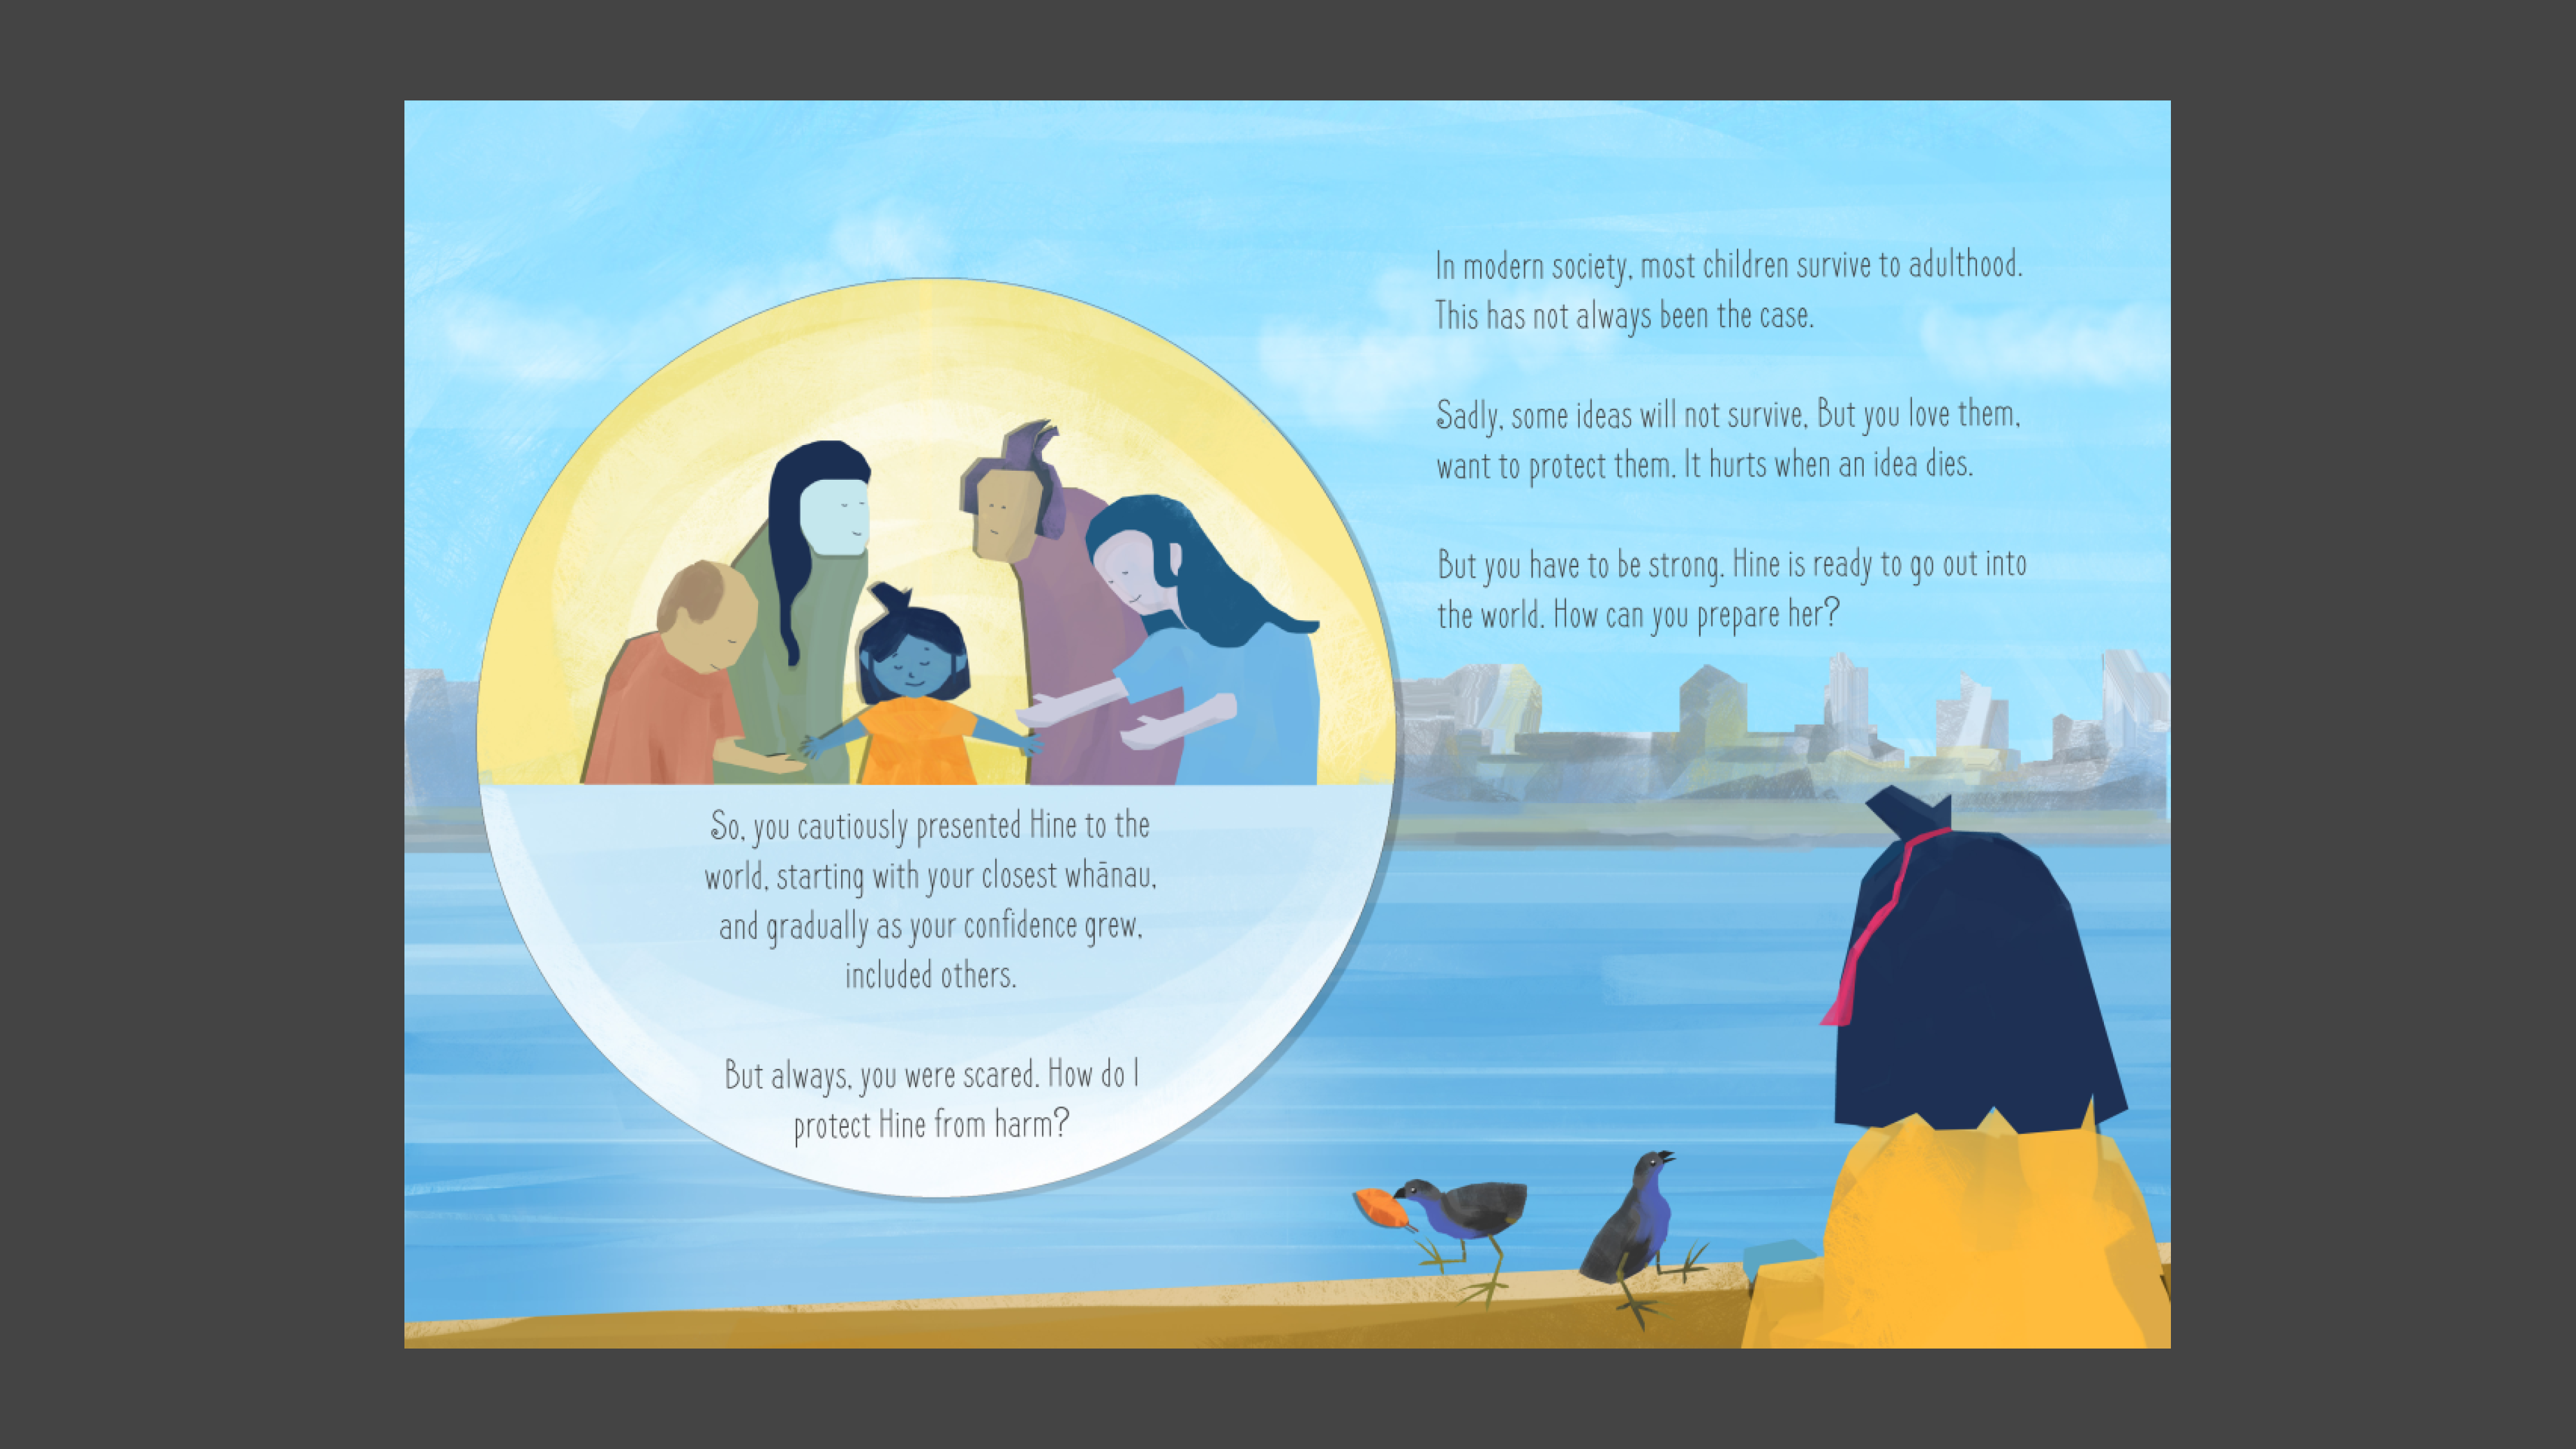 So, you cautiously presented Hine to the
world, starting with your closest whānau,
and gradually as your confidence grew,
included others.
But always, you were scared. How do I
protect Hine from harm?
In modern society, most children survive to adulthood.
This has not always been the case.
Sadly, some ideas will not survive, But you love them,
want to protect them. It hurts when an idea dies.
But you have to be strong. Hine is ready to go out into
the world. How can you prepare her?